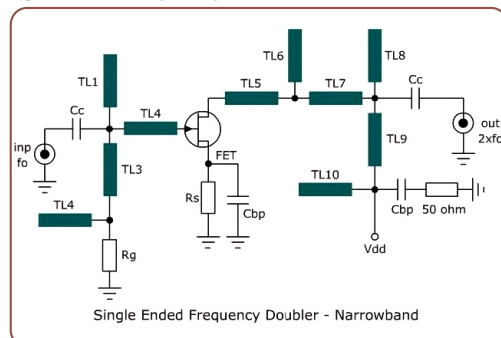 TL6
TL8
TL1
TL5
TL7
Cc
Cc
TL4
inp
fo
out
2xfo
TL3
FET
TL9
TL10
Rs
Cbp
TL4
Cbp
50 ohm
Rg
Vdd
Single Ended Frequency Doubler - Narrowband